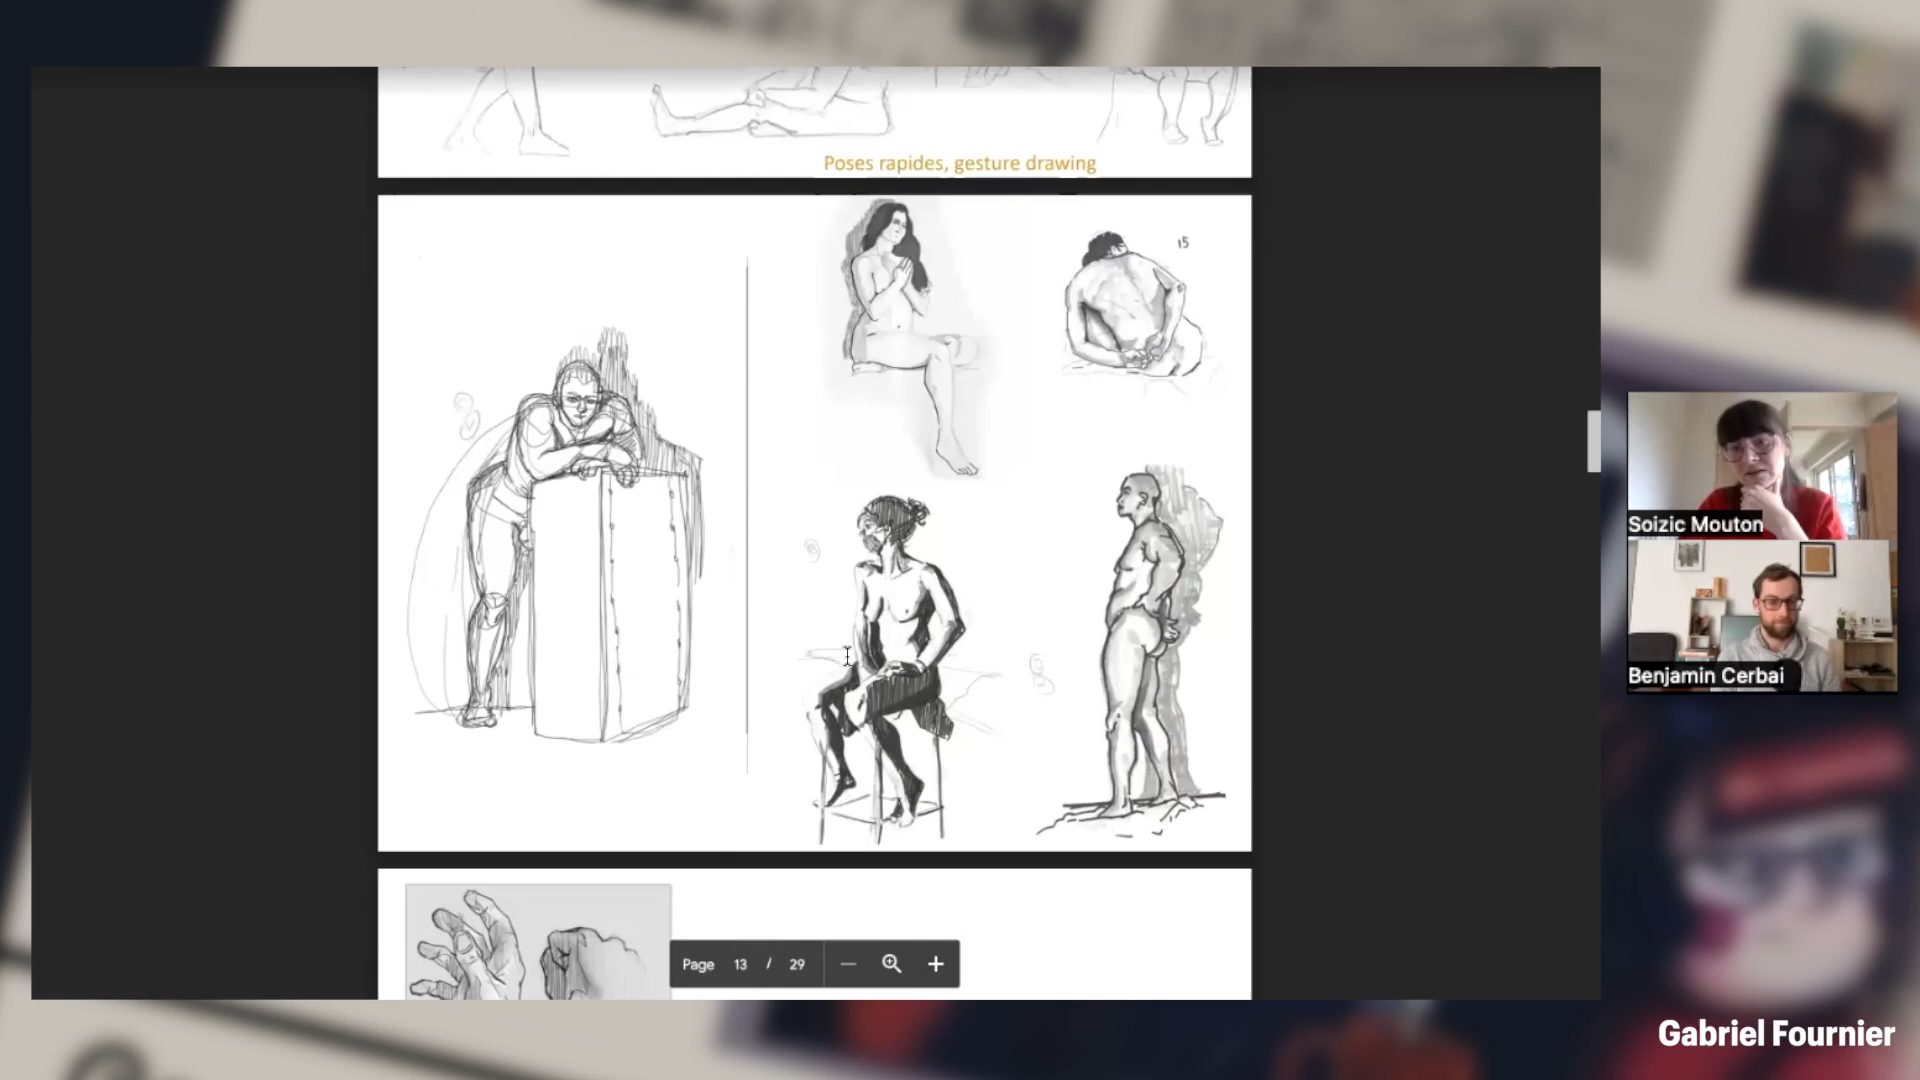 Poses rapides, gesture drawing
15
Soizic Mouton
Benjamin Cerbai
Page 13 / 29
Gabriel Fournier